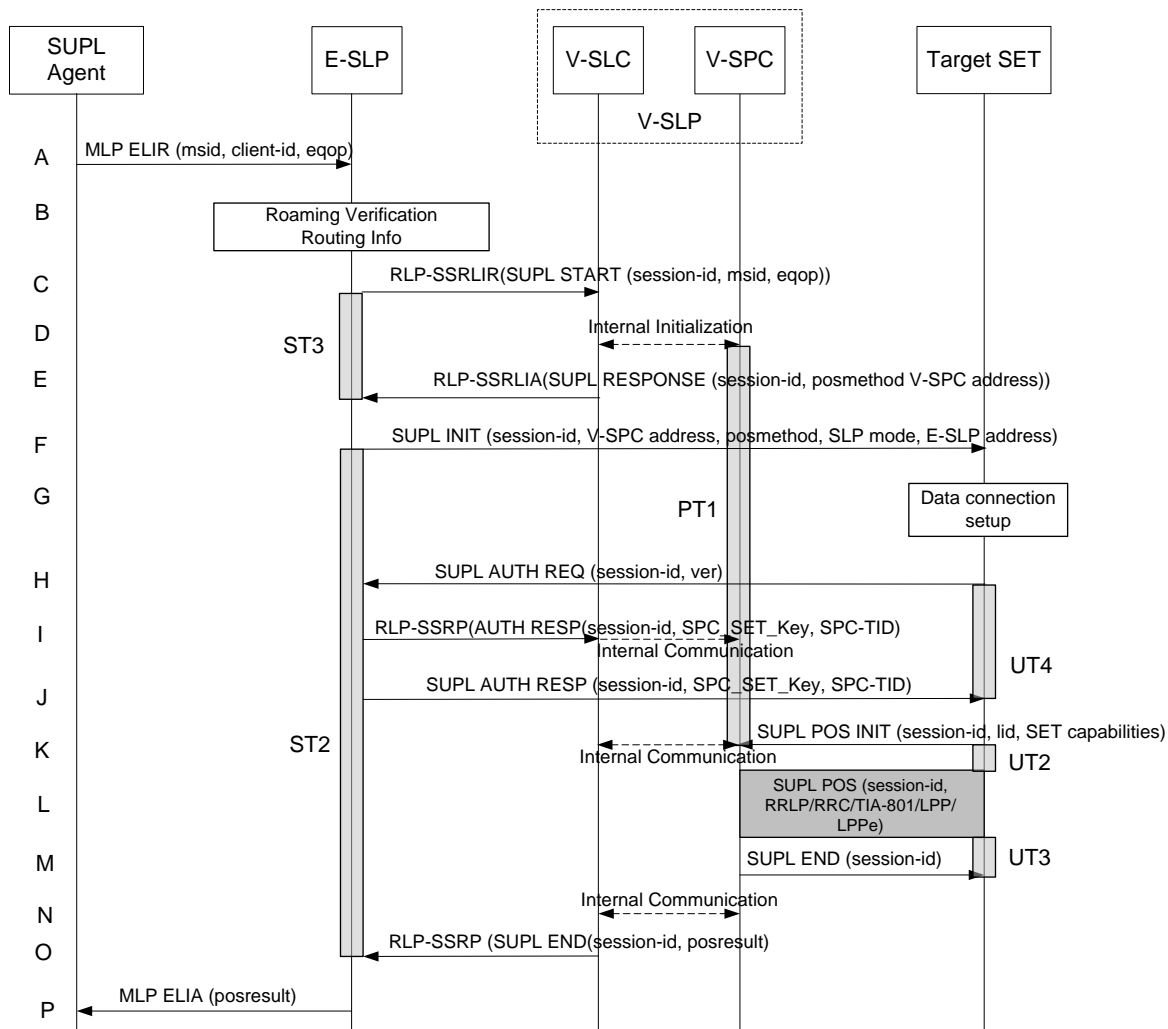 SUPL
Agent
E-SLP
V-SLC
V-SPC
Target SET
V-SLP
A
MLP ELIR (msid, client-id, eqop)
B
Roaming Verification
Routing Info
C
RLP-SSRLIR(SUPL START (session-id, msid, eqop))
D
ST3
Internal Initialization
E
RLP-SSRLIA(SUPL RESPONSE (session-id, posmethod V-SPC address))
F
SUPL INIT (session-id, V-SPC address, posmethod, SLP mode, E-SLP address)
G
PT1
Data connection
setup
H
SUPL AUTH REQ (session-id, ver)
I
RLP-SSRP(AUTH RESP(session-id, SPC_SET_Key, SPC-TID)
Internal Communication
UT4
J
SUPL AUTH RESP (session-id, SPC_SET_Key, SPC-TID)
ST2
K
SUPL POS INIT (session-id, lid, SET capabilities)
Internal Communication
UT2
L
SUPL POS (session-id,
RRLP/RRC/TIA-801/LPP/
LPPe)
M
SUPL END (session-id)
UT3
N
Internal Communication
O
RLP-SSRP (SUPL END(session-id, posresult)
P
MLP ELIA (posresult)